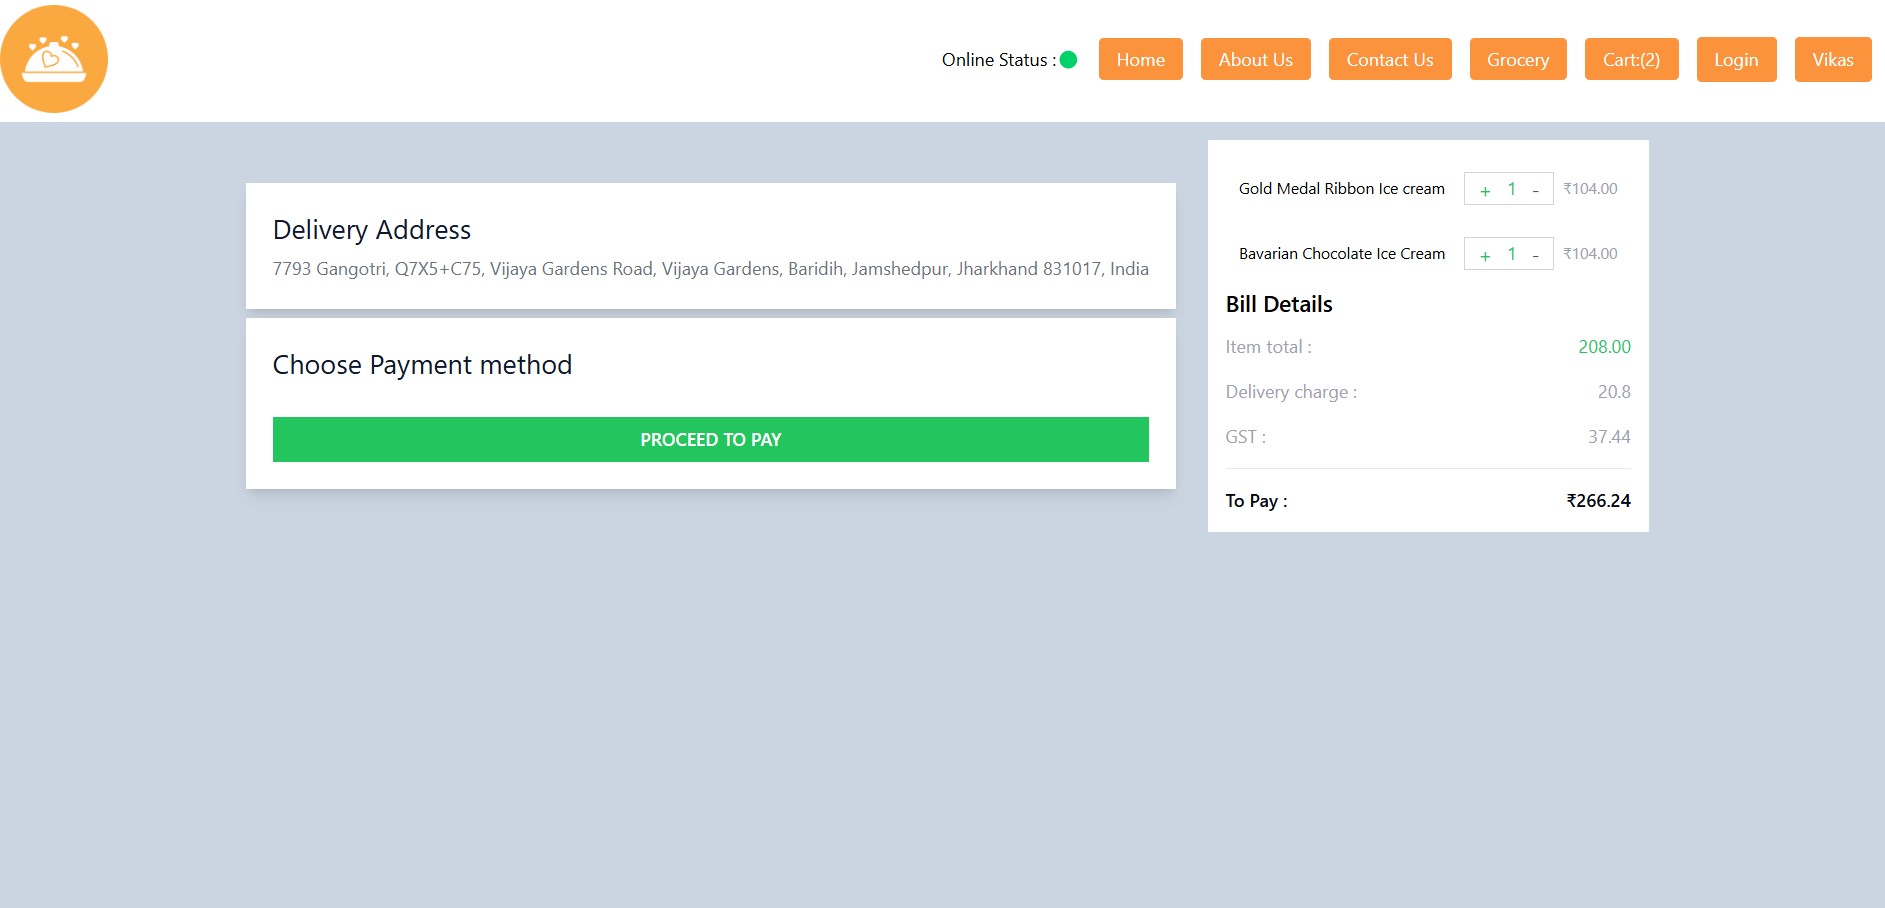 Online Status : Home About Us Contact Us Grocery Cart:(2) Login Vikas
Delivery Address
7793 Gangotri, Q7X5+C75, Vijaya Gardens Road, Vijaya Gardens, Baridih, Jamshedpur, Jharkhand 831017, India
Choose Payment method
PROCEED TO PAY
Gold Medal Ribbon Ice cream + 1 - ₹104.00
Bavarian Chocolate Ice Cream + 1 - ₹104.00
Bill Details
Item total : 208.00
Delivery charge : 20.8
GST : 37.44
To Pay : ₹266.24